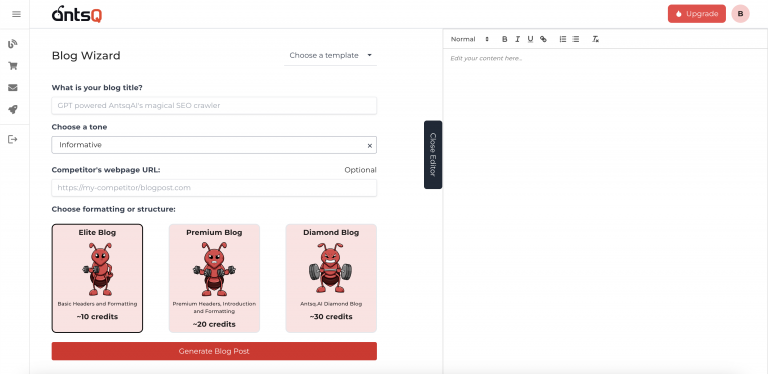 antsQ
Upgrade
B
Blog Wizard
Choose a template
What is your blog title?
GPT powered AntsqAI's magical SEO crawler
Choose a tone
Informative
×
Competitor's webpage URL:
Optional
https://my-competitor/blogpost.com
Choose formatting or structure:
Elite Blog
Basic Headers and Formatting
~10 credits
Premium Blog
Premium Headers, Introduction
and Formatting
~20 credits
Diamond Blog
Antsq.AI Diamond Blog
~30 credits
Generate Blog Post
Close Editor
Normal
B I U
Edit your content here..